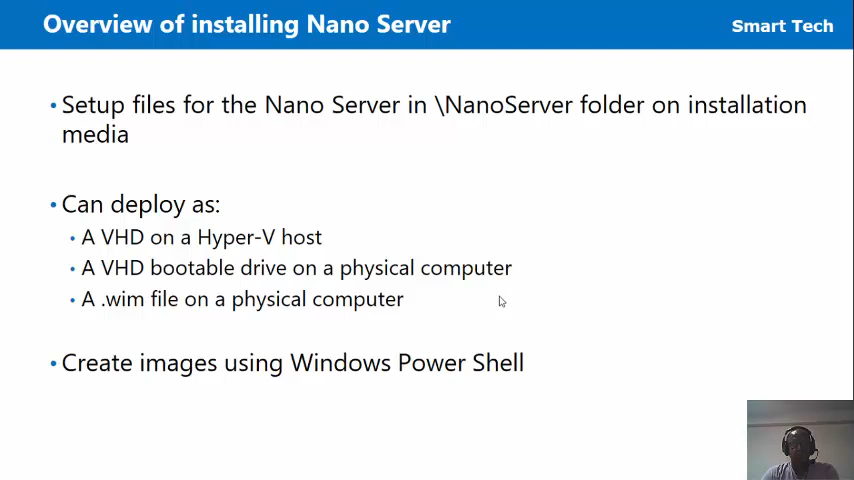 Overview of installing Nano Server
Smart Tech
• Setup files for the Nano Server in \NanoServer folder on installation
media
• Can deploy as:
• A VHD on a Hyper-V host
• A VHD bootable drive on a physical computer
• A .wim file on a physical computer
• Create images using Windows Power Shell